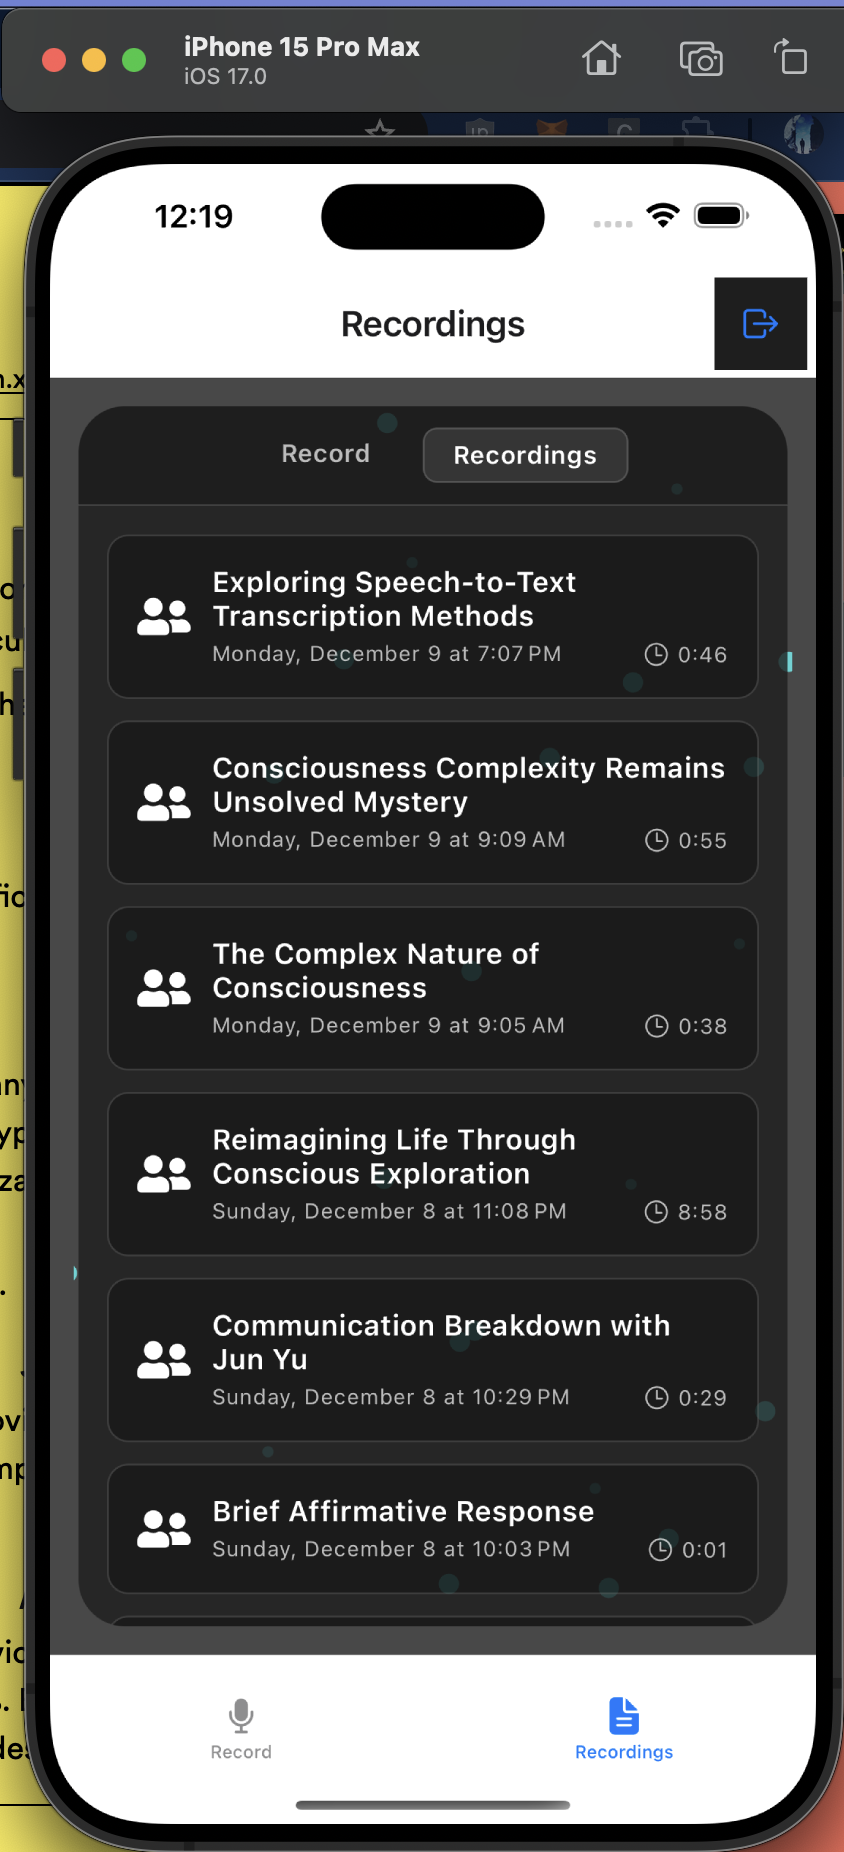 iPhone 15 Pro Max
iOS 17.0
12:19
Recordings
Record
Recordings
Exploring Speech-to-Text
Transcription Methods
Monday, December 9 at 7:07 PM
0:46
Consciousness Complexity Remains
Unsolved Mystery
Monday, December 9 at 9:09 AM
0:55
The Complex Nature of
Consciousness
Monday, December 9 at 9:05 AM
0:38
Reimagining Life Through
Conscious Exploration
Sunday, December 8 at 11:08 PM
8:58
Communication Breakdown with
Jun Yu
Sunday, December 8 at 10:29 PM
0:29
Brief Affirmative Response
Sunday, December 8 at 10:03 PM
0:01
Record
Recordings